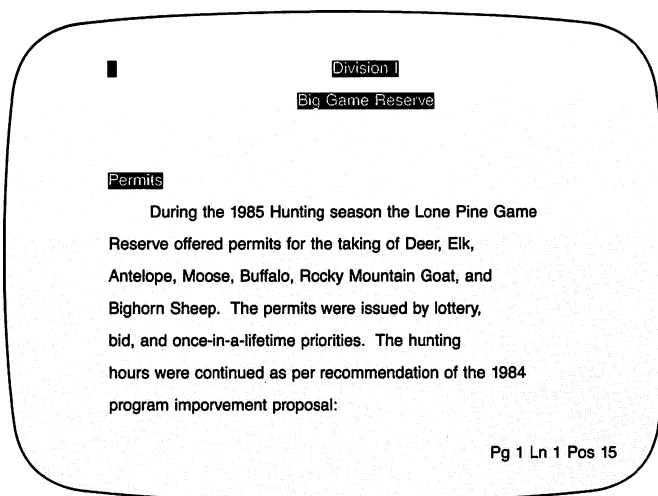 Division I
Big Game Reserve
Permits
During the 1985 Hunting season the Lone Pine Game
Reserve offered permits for the taking of Deer, Elk,
Antelope, Moose, Buffalo, Rocky Mountain Goat, and
Bighorn Sheep. The permits were issued by lottery,
bid, and once-in-a-lifetime priorities. The hunting
hours were continued as per recommendation of the 1984
program imporvement proposal:
Pg 1 Ln 1 Pos 15